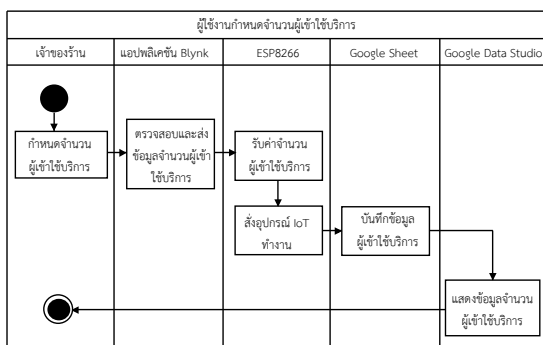 ผู้ใช้งานกำหนดจำนวนผู้เข้าใช้บริการ
เจ้าของร้าน
แอปพลิเคชัน Blynk
ESP8266
Google Sheet
Google Data Studio
กำหนดจำนวน
ผู้เข้าใช้บริการ
ตรวจสอบและส่ง
ข้อมูลจำนวนผู้เข้า
ใช้บริการ
รับค่าจำนวน
ผู้เข้าใช้บริการ
สั่งอุปกรณ์ IoT
ทำงาน
บันทึกข้อมูล
ผู้เข้าใช้บริการ
แสดงข้อมูลจำนวน
ผู้เข้าใช้บริการ